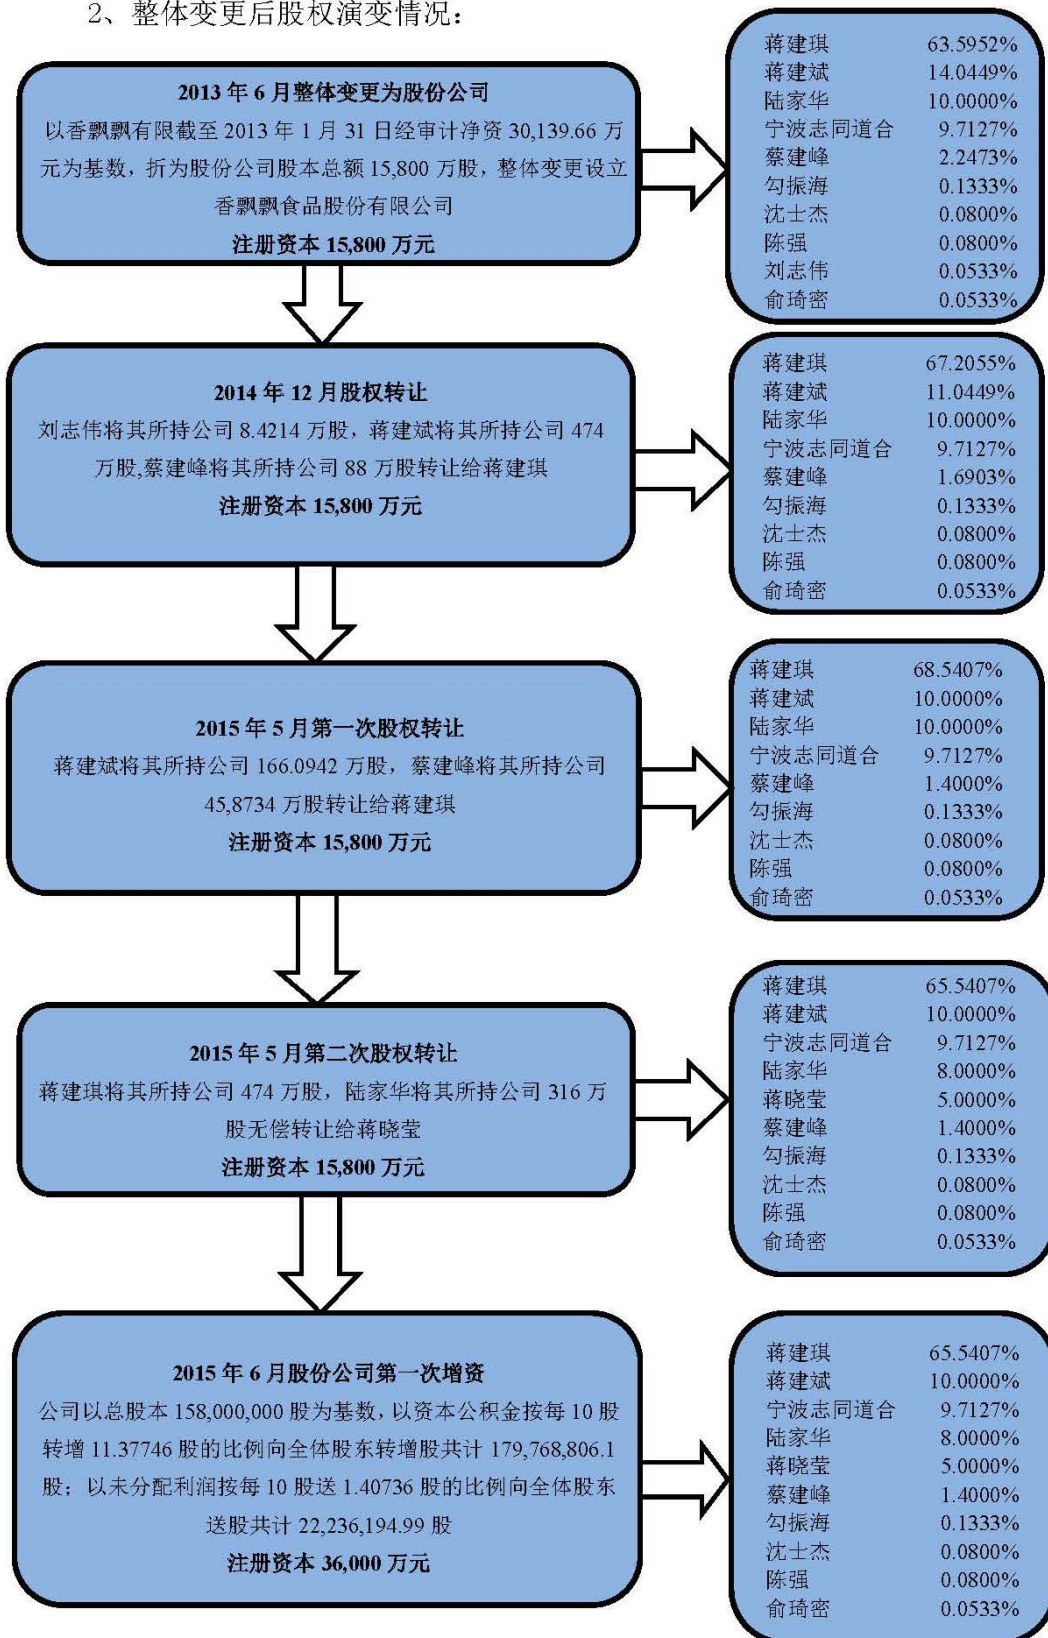 2、整体变更后股权演变情况：
2013 年 6 月整体变更为股份公司
以香飘飘有限截至 2013 年 1 月 31 日经审计净资 30,139.66 万
元为基数，折为股份公司股本总额 15,800 万股，整体变更设立
香飘飘食品股份有限公司
注册资本 15,800 万元
蒋建琪 63.5952%
蒋建斌 14.0449%
陆家华 10.0000%
宁波志同道合 9.7127%
蔡建峰 2.2473%
勾振海 0.1333%
沈士杰 0.0800%
陈强 0.0800%
刘志伟 0.0533%
俞琦密 0.0533%
2014 年 12 月股权转让
刘志伟将其所持公司 8.4214 万股，蒋建斌将其所持公司 474
万股,蔡建峰将其所持公司 88 万股转让给蒋建琪
注册资本 15,800 万元
蒋建琪 67.2055%
蒋建斌 11.0449%
陆家华 10.0000%
宁波志同道合 9.7127%
蔡建峰 1.6903%
勾振海 0.1333%
沈士杰 0.0800%
陈强 0.0800%
俞琦密 0.0533%
2015 年 5 月第一次股权转让
蒋建斌将其所持公司 166.0942 万股，蔡建峰将其所持公司
45,8734 万股转让给蒋建琪
注册资本 15,800 万元
蒋建琪 68.5407%
蒋建斌 10.0000%
陆家华 10.0000%
宁波志同道合 9.7127%
蔡建峰 1.4000%
勾振海 0.1333%
沈士杰 0.0800%
陈强 0.0800%
俞琦密 0.0533%
2015 年 5 月第二次股权转让
蒋建琪将其所持公司 474 万股，陆家华将其所持公司 316 万
股无偿转让给蒋晓莹
注册资本 15,800 万元
蒋建琪 65.5407%
蒋建斌 10.0000%
宁波志同道合 9.7127%
陆家华 8.0000%
蒋晓莹 5.0000%
蔡建峰 1.4000%
勾振海 0.1333%
沈士杰 0.0800%
陈强 0.0800%
俞琦密 0.0533%
2015 年 6 月股份公司第一次增资
公司以总股本 158,000,000 股为基数，以资本公积金按每 10 股
转增 11.37746 股的比例向全体股东转增股共计 179,768,806.1
股；以未分配利润按每 10 股送 1.40736 股的比例向全体股东
送股共计 22,236,194.99 股
注册资本 36,000 万元
蒋建琪 65.5407%
蒋建斌 10.0000%
宁波志同道合 9.7127%
陆家华 8.0000%
蒋晓莹 5.0000%
蔡建峰 1.4000%
勾振海 0.1333%
沈士杰 0.0800%
陈强 0.0800%
俞琦密 0.0533%